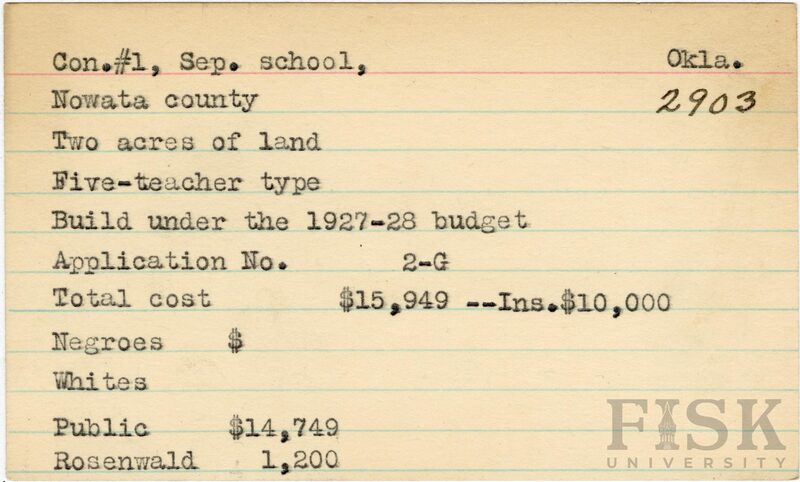 Con.#1, Sep. school, Okla.
Nowata county 2903
Two acres of land
Five-teacher type
Build under the 1927-28 budget
Application No. 2-G
Total cost $15,949 --Ins.$10,000
Negroes $
Whites
Public $14,749
Rosenwald 1,200
FISK
UNIVERSITY